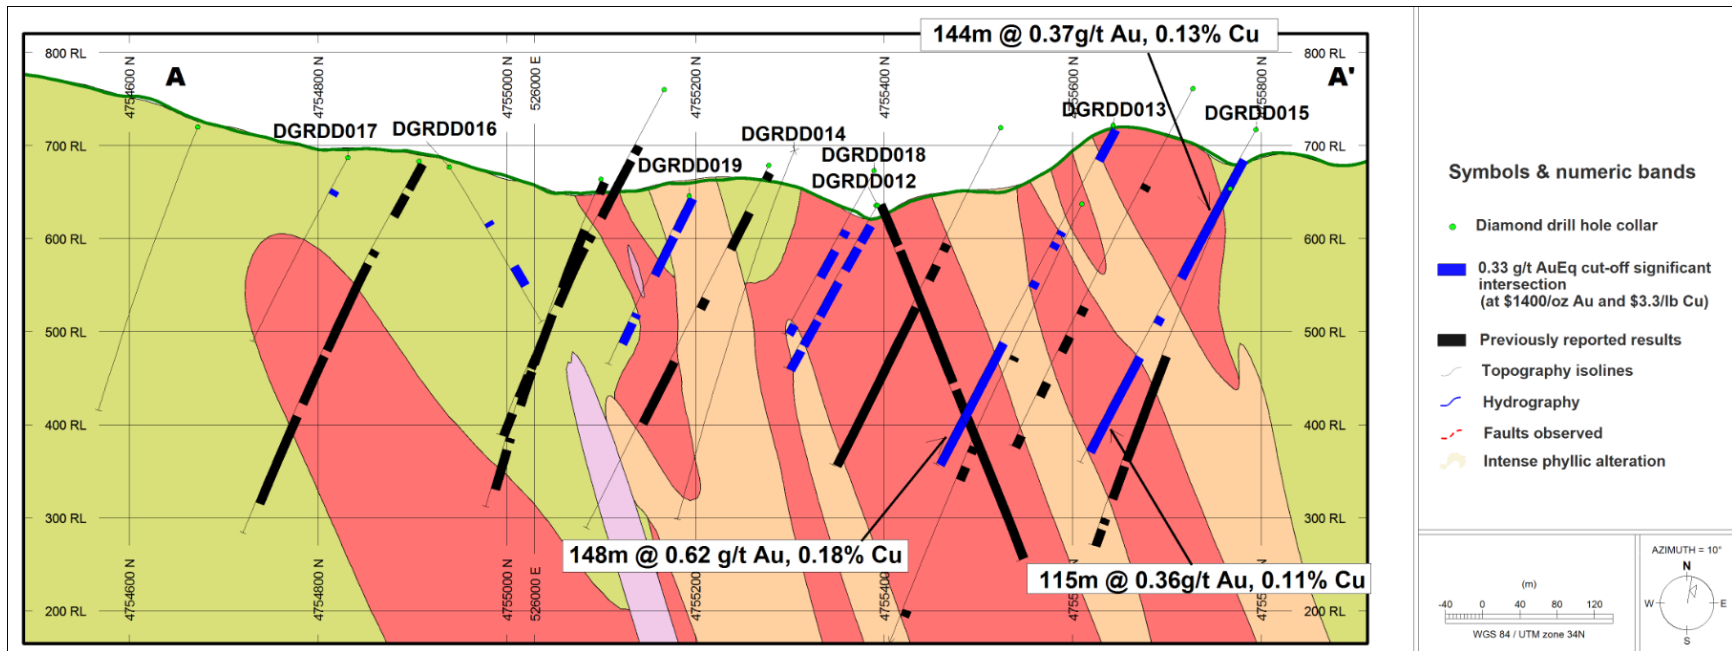 144m @ 0.37g/t Au, 0.13% Cu
800 RL
A
4754600 N
4754800 N
4755000 N
526000 E
4755200 N
4755400 N
4755600 N
4755800 N
A'
800 RL
DGRDD013
DGRDD015
DGRDD017
DGRDD016
DGRDD014
DGRDD018
DGRDD019
DGRDD012
700 RL
700 RL
600 RL
600 RL
500 RL
500 RL
400 RL
400 RL
300 RL
300 RL
148m @ 0.62 g/t Au, 0.18% Cu
115m @ 0.36g/t Au, 0.11% Cu
200 RL
4754600 N
4754800 N
4755000 N
526000 E
4755200 N
4755400
200 RL
Symbols & numeric bands
Diamond drill hole collar
0.33 g/t AuEq cut-off significant
intersection
(at $1400/oz Au and $3.3/lb Cu)
Previously reported results
Topography isolines
Hydrography
Faults observed
Intense phyllic alteration
(m)
-40 0 40 80 120
WGS 84 / UTM zone 34N
AZIMUTH = 10°
N
W
E
S